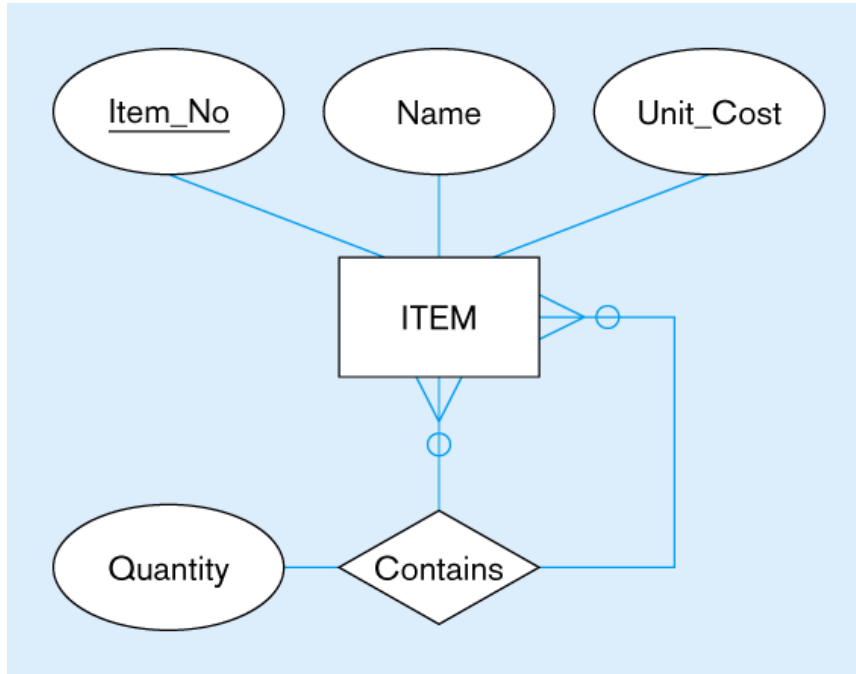 Item_No
Name
Unit_Cost
ITEM
Quantity
Contains